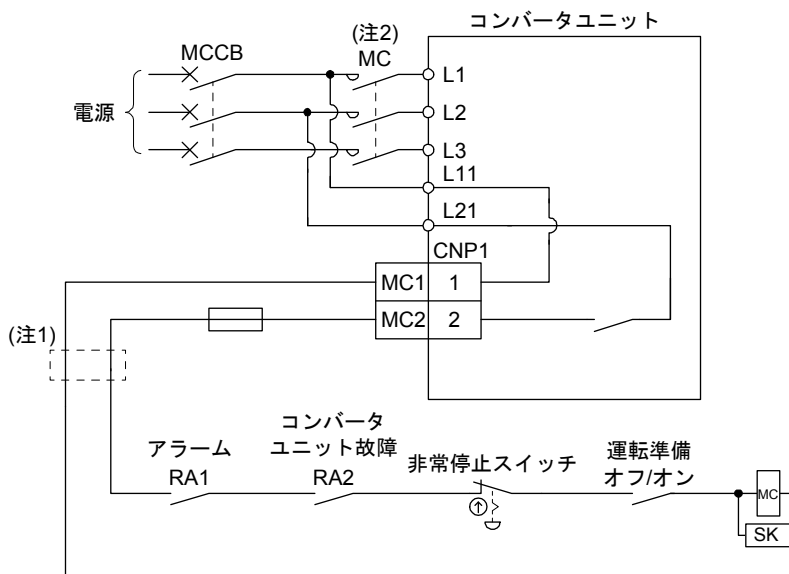 コンバータユニット
(注2)
MCCB
MC
L1
電源
L2
L3
L11
L21
CNP1
MC1
1
MC2
2
(注1)
アラーム
RA1
コンバータ
ユニット故障
RA2
非常停止スイッチ
運転準備
オフ/オン
MC
SK